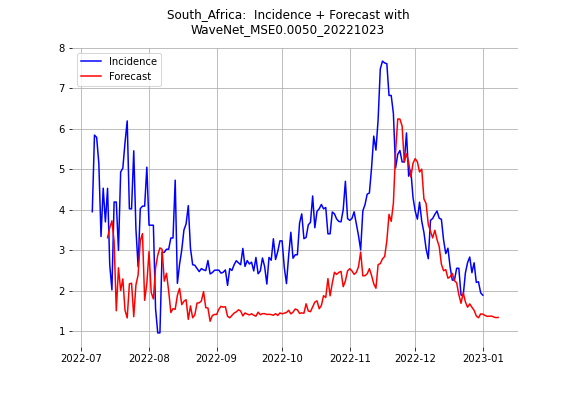 South_Africa:  Incidence + Forecast with
WaveNet_MSE0.0050_20221023
Incidence
Forecast
8
7
6
5
4
3
2
1
2022-07 2022-08 2022-09 2022-10 2022-11 2022-12 2023-01